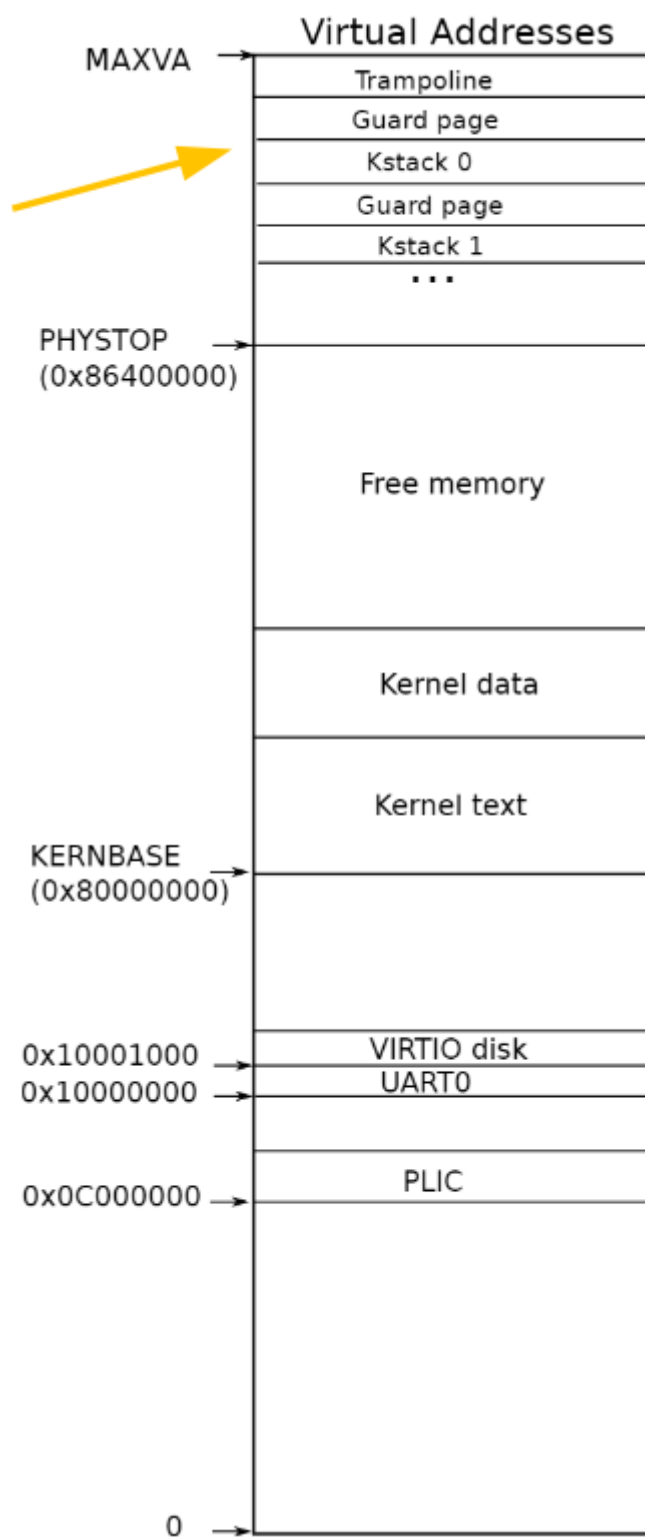 Virtual Addresses
MAXVA
Trampoline
Guard page
Kstack 0
Guard page
Kstack 1
...
PHYSTOP
(0x86400000)
Free memory
Kernel data
Kernel text
KERNBASE
(0x80000000)
VIRTIO disk
0x10001000
UART0
0x10000000
PLIC
0x0C000000
0